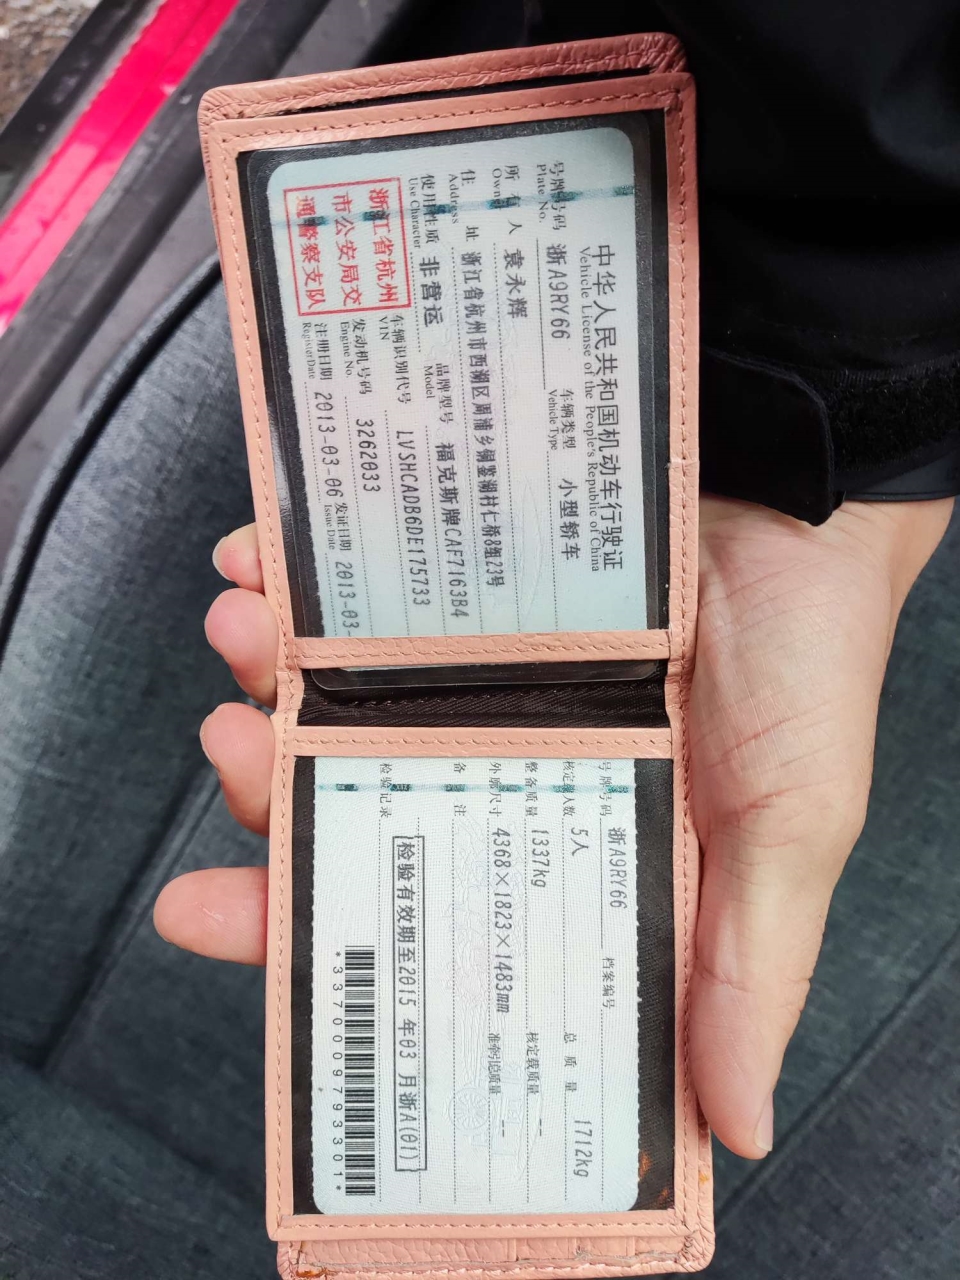 中华人民共和国机动车行驶证
Vehicle License of the People's Republic of China
号牌号码 浙A9RY66 车辆类型 小型轿车
Plate No. Vehicle Type
所有人 袁永辉
Owner
住址 浙江省杭州市西湖区周浦乡铜鉴湖村仁桥8组23号
Address
使用性质 非营运 品牌型号 福克斯牌CAF7163B4
Use Character Model
浙江省杭州
市公安局交
通警察支队
车辆识别代号 LVSHCADB6DE175733
VIN
发动机号码 3262033
Engine No.
注册日期 2013-03-06 发证日期 2013-03-
Register Date Issue Date
号牌号码 浙A9RY66 档案编号
核定载人数 5人 总质量 1712kg
整备质量 1337kg 核定载质量 --
外廓尺寸 4368×1823×1483mm 准牵引总质量 --
备注
检验记录 检验有效期至2015 年03 月浙A(01)
*3370009793301*